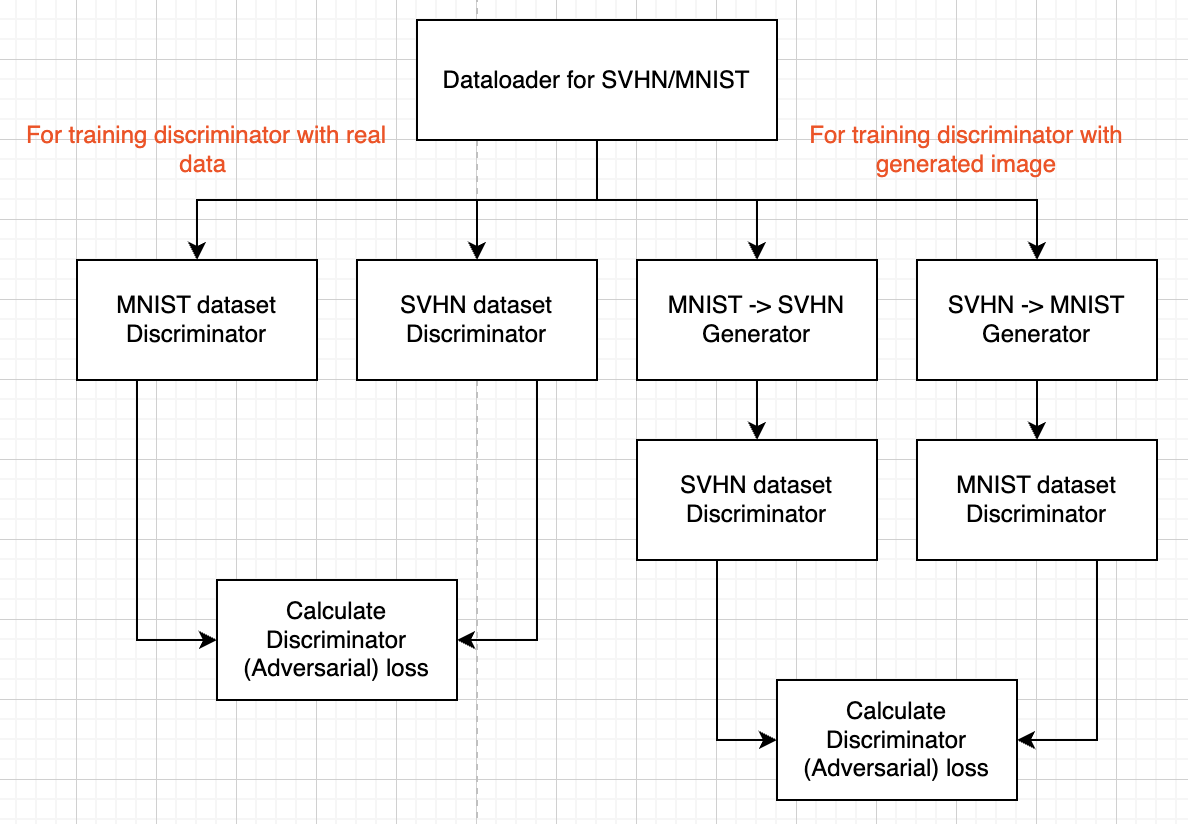 Dataloader for SVHN/MNIST
For training discriminator with real
data
For training discriminator with
generated image
MNIST dataset
Discriminator
SVHN dataset
Discriminator
MNIST -> SVHN
Generator
SVHN -> MNIST
Generator
SVHN dataset
Discriminator
MNIST dataset
Discriminator
Calculate
Discriminator
(Adversarial) loss
Calculate
Discriminator
(Adversarial) loss